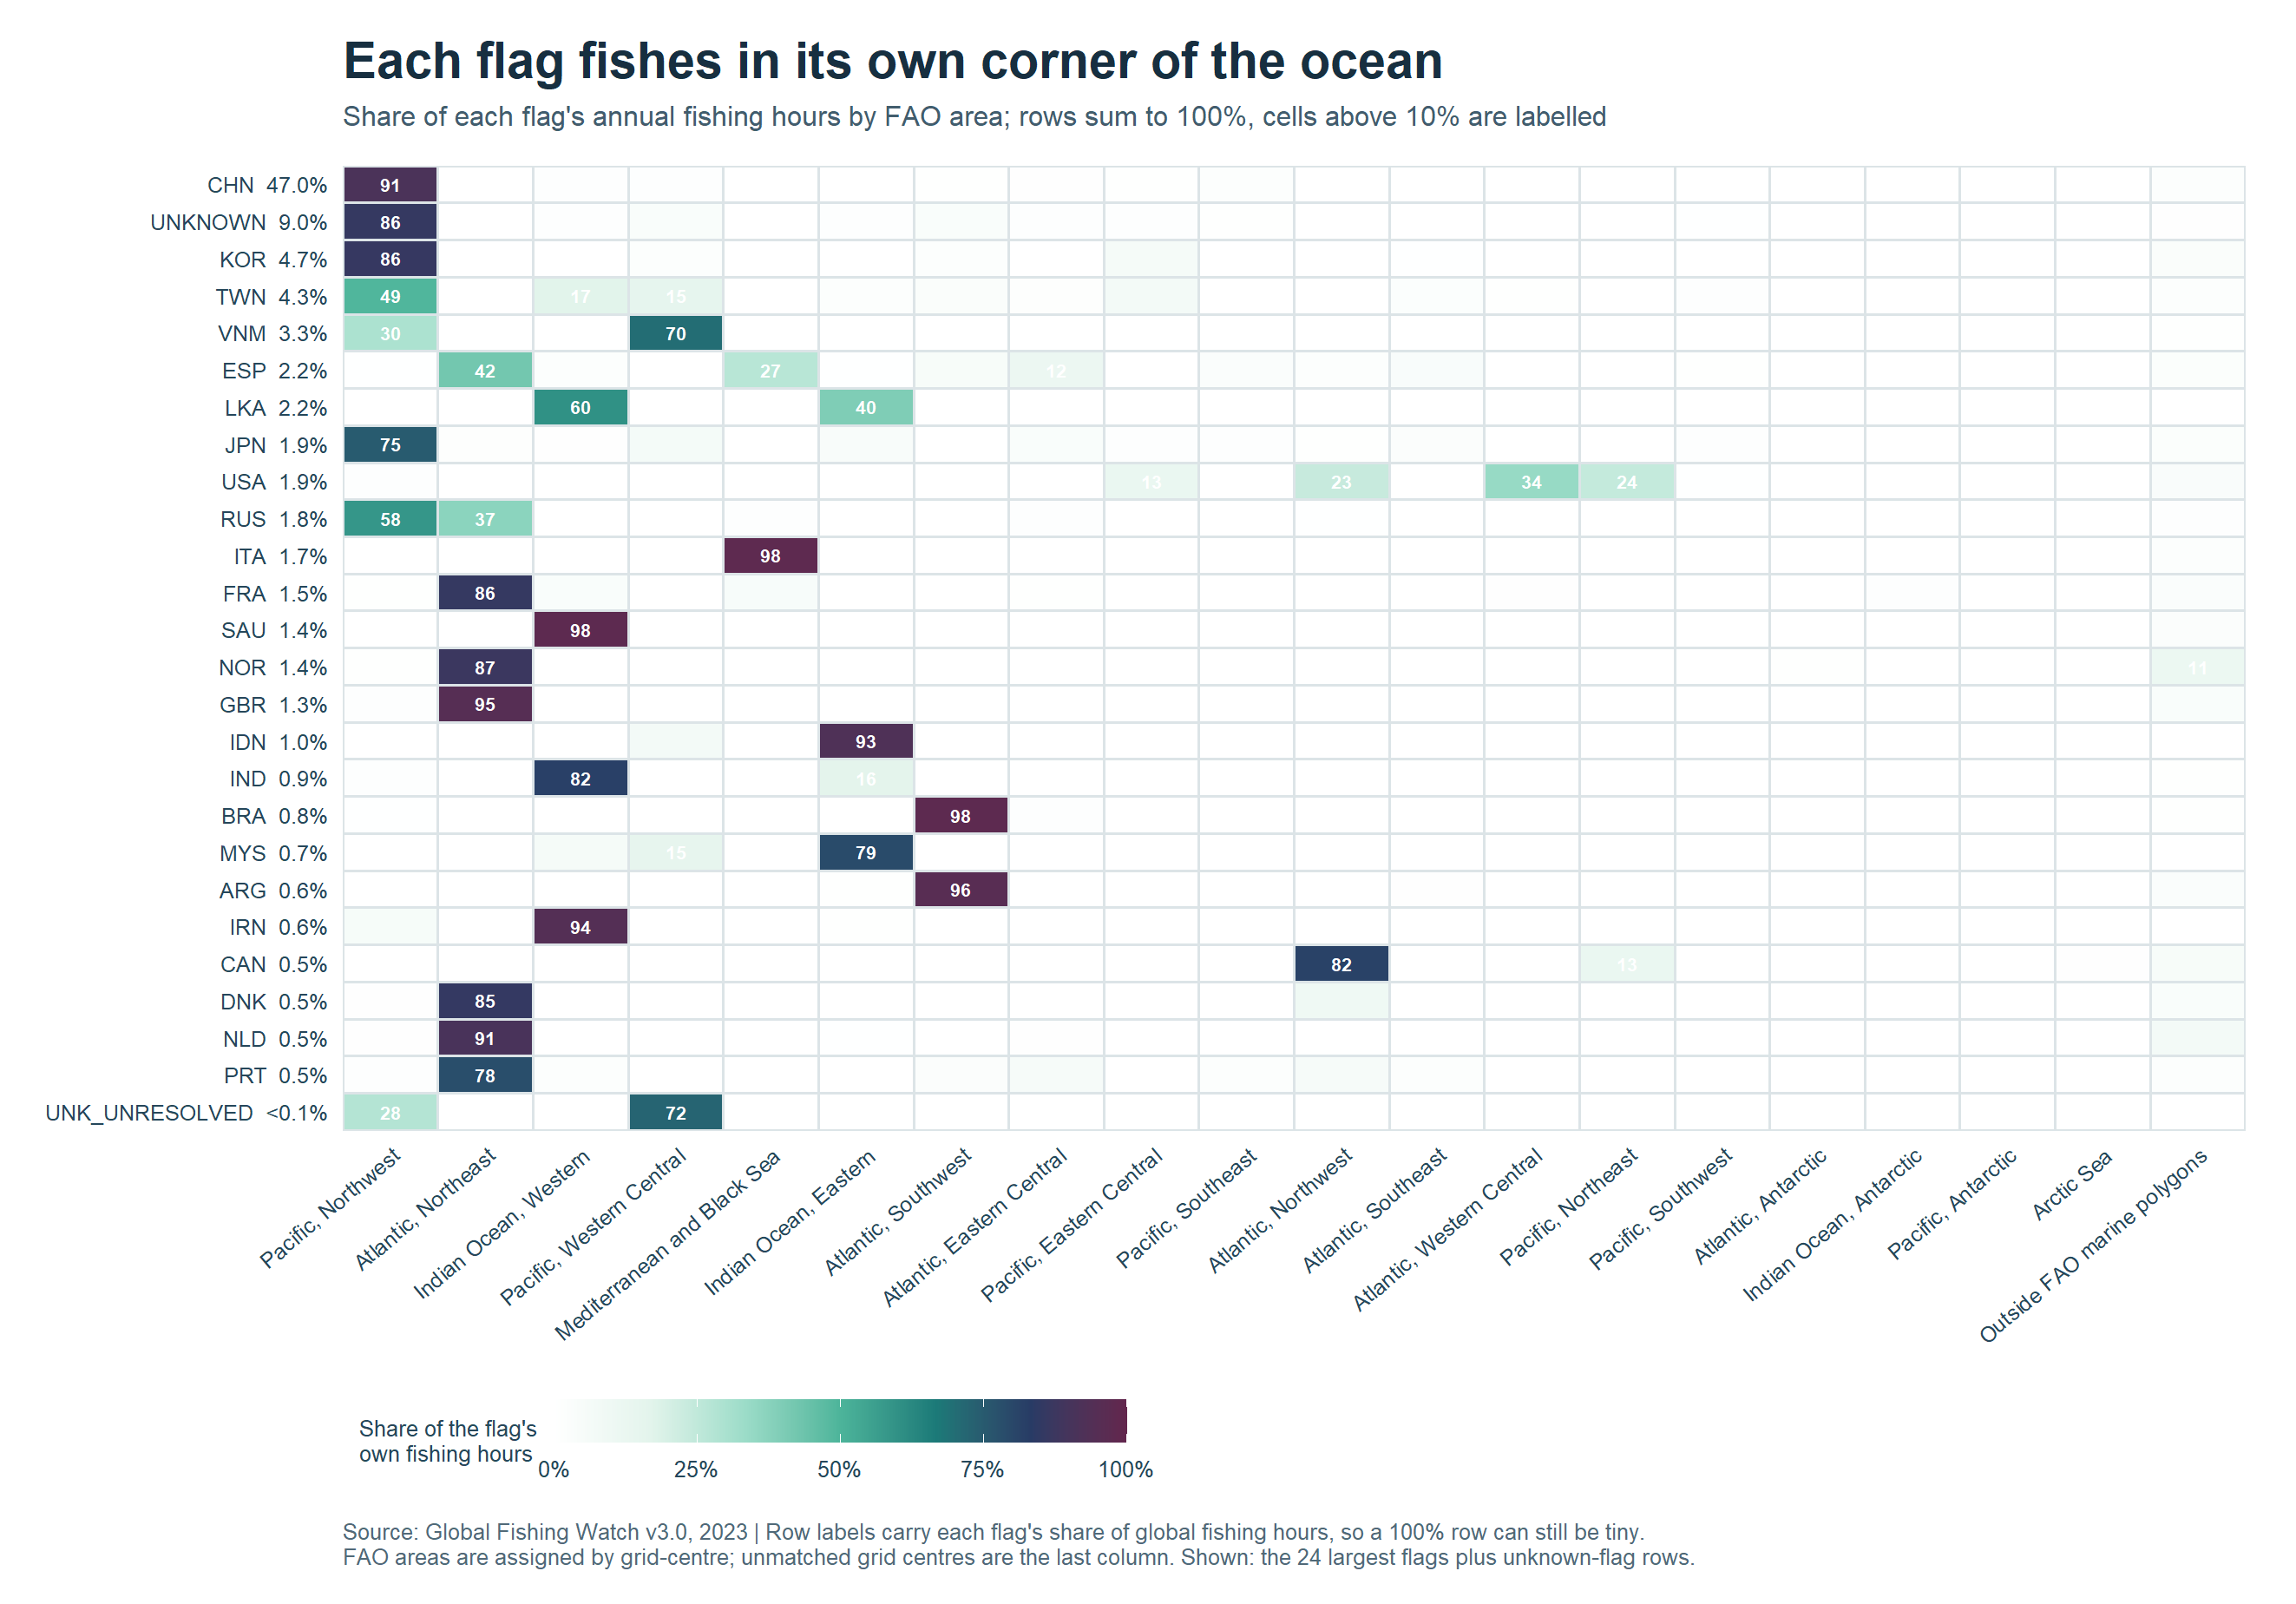 Each flag fishes in its own corner of the ocean
Share of each flag's annual fishing hours by FAO area; rows sum to 100%, cells above 10% are labelled
CHN 47.0% 91
UNKNOWN 9.0% 86
KOR 4.7% 86
TWN 4.3% 49 17 15
VNM 3.3% 30 70
ESP 2.2% 42 27 12
LKA 2.2% 60 40
JPN 1.9% 75
USA 1.9% 13 23 34 24
RUS 1.8% 58 37
ITA 1.7% 98
FRA 1.5% 86
SAU 1.4% 98
NOR 1.4% 87 11
GBR 1.3% 95
IDN 1.0% 93
IND 0.9% 82 16
BRA 0.8% 98
MYS 0.7% 15 79
ARG 0.6% 96
IRN 0.6% 94
CAN 0.5% 82 13
DNK 0.5% 85
NLD 0.5% 91
PRT 0.5% 78
UNK_UNRESOLVED <0.1% 28 72
Pacific, Northwest
Atlantic, Northeast
Indian Ocean, Western
Pacific, Western Central
Mediterranean and Black Sea
Indian Ocean, Eastern
Atlantic, Southwest
Atlantic, Eastern Central
Pacific, Eastern Central
Pacific, Southeast
Atlantic, Northwest
Atlantic, Southeast
Atlantic, Western Central
Pacific, Northeast
Pacific, Southwest
Atlantic, Antarctic
Indian Ocean, Antarctic
Pacific, Antarctic
Arctic Sea
Outside FAO marine polygons
Share of the flag's
own fishing hours
0% 25% 50% 75% 100%
Source: Global Fishing Watch v3.0, 2023 | Row labels carry each flag's share of global fishing hours, so a 100% row can still be tiny.
FAO areas are assigned by grid-centre; unmatched grid centres are the last column. Shown: the 24 largest flags plus unknown-flag rows.